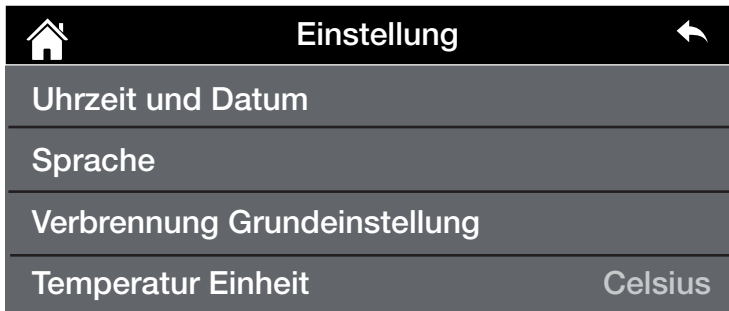 Einstellung
Uhrzeit und Datum
Sprache
Verbrennung Grundeinstellung
Temperatur Einheit Celsius